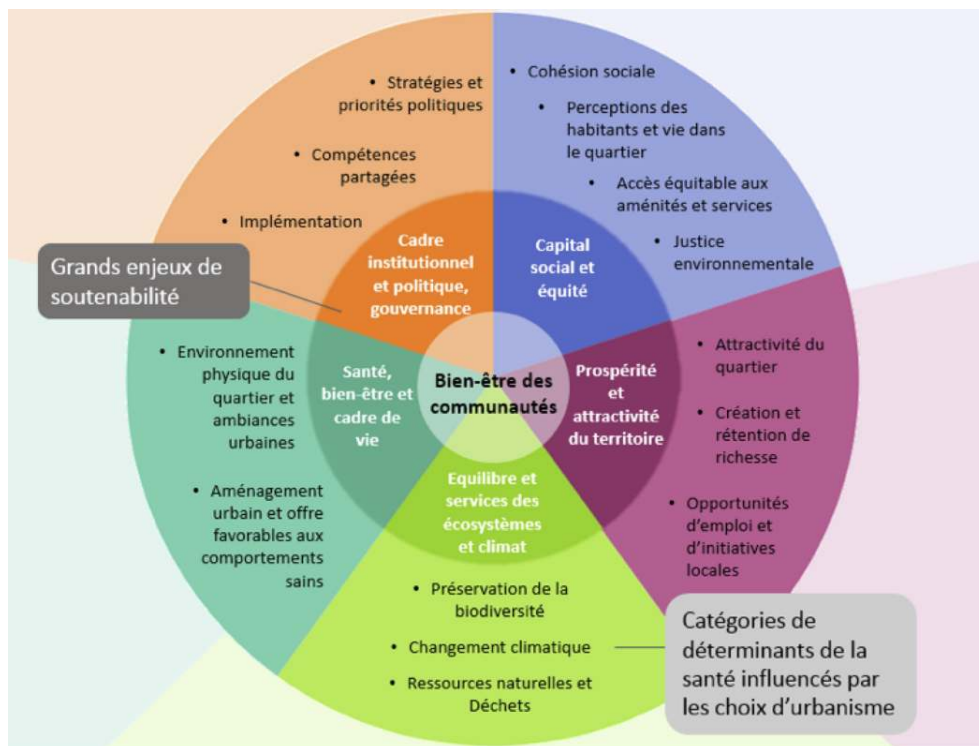 • Stratégies et
priorités politiques
• Compétences
partagées
• Implémentation
• Cohésion sociale
• Perceptions des
habitants et vie dans
le quartier
• Accès équitable aux
aménités et services
• Justice
environnementale
Cadre
institutionnel
et politique,
gouvernance
Capital
social et
équité
Grands enjeux de
soutenabilité
• Environnement
physique du
quartier et
ambiances
urbaines
• Aménagement
urbain et offre
favorables aux
comportements
sains
Santé,
bien-être et
cadre de
vie
Bien-être des
communautés
Prospérité
et
attractivité
du territoire
• Attractivité du
quartier
• Création et
rétention de
richesse
• Opportunités
d’emploi et
d’initiatives
locales
Equilibre et
services des
écosystèmes
et climat
• Préservation de la
biodiversité
• Changement climatique
• Ressources naturelles et
Déchets
Catégories de
déterminants de la
santé influencés par
les choix d’urbanisme